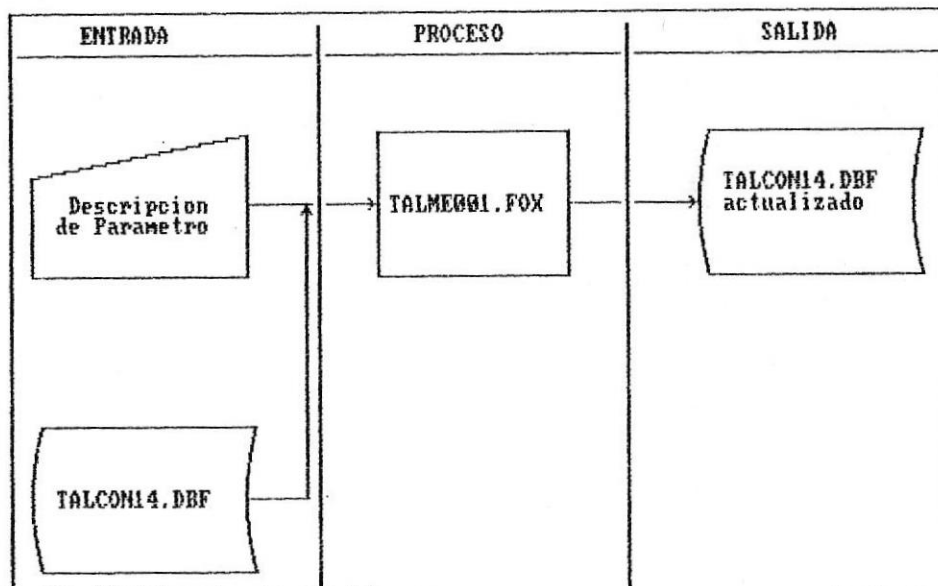 ENTRADA
PROCESO
SALIDA
Descripcion
de Parametro
TALME001.FOX
TALCON14.DBF
actualizado
TALCON14.DBF